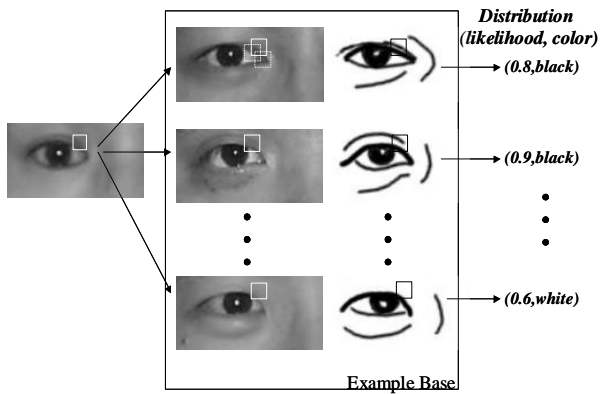 Distribution
(likelihood, color)
(0.8,black)
(0.9,black)
(0.6,white)
Example Base